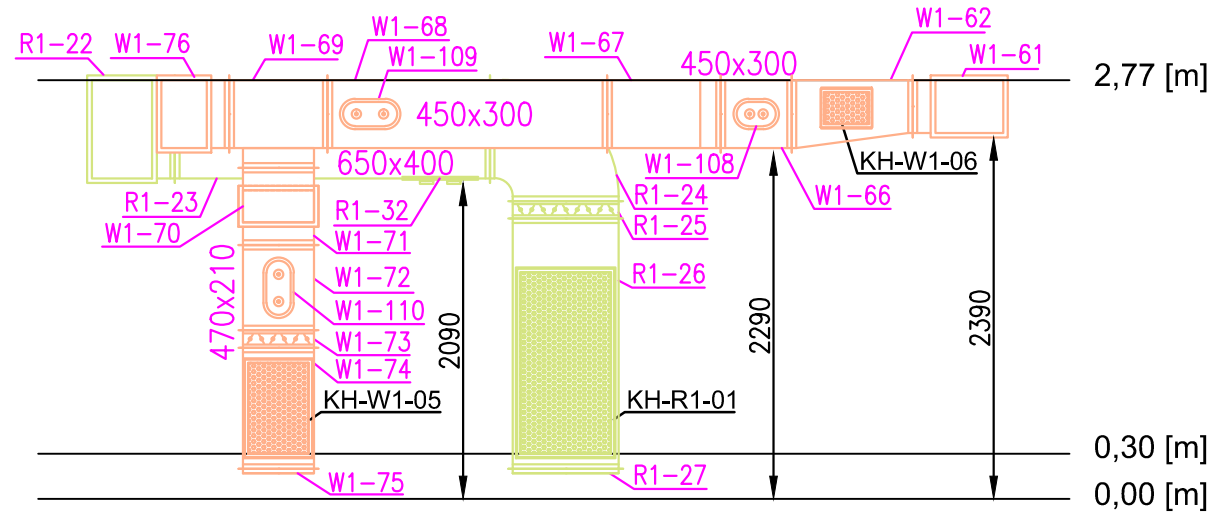 W1-62
W1-68
R1-22
W1-76
W1-69
W1-109
W1-67
450x300
W1-61
2,77 [m]
450x300
650x400
W1-108
KH-W1-06
R1-23
R1-32
R1-24
W1-66
W1-70
R1-25
W1-71
W1-72
R1-26
470x210
W1-110
2090
2290
2390
W1-73
W1-74
KH-W1-05
KH-R1-01
0,30 [m]
W1-75
R1-27
0,00 [m]